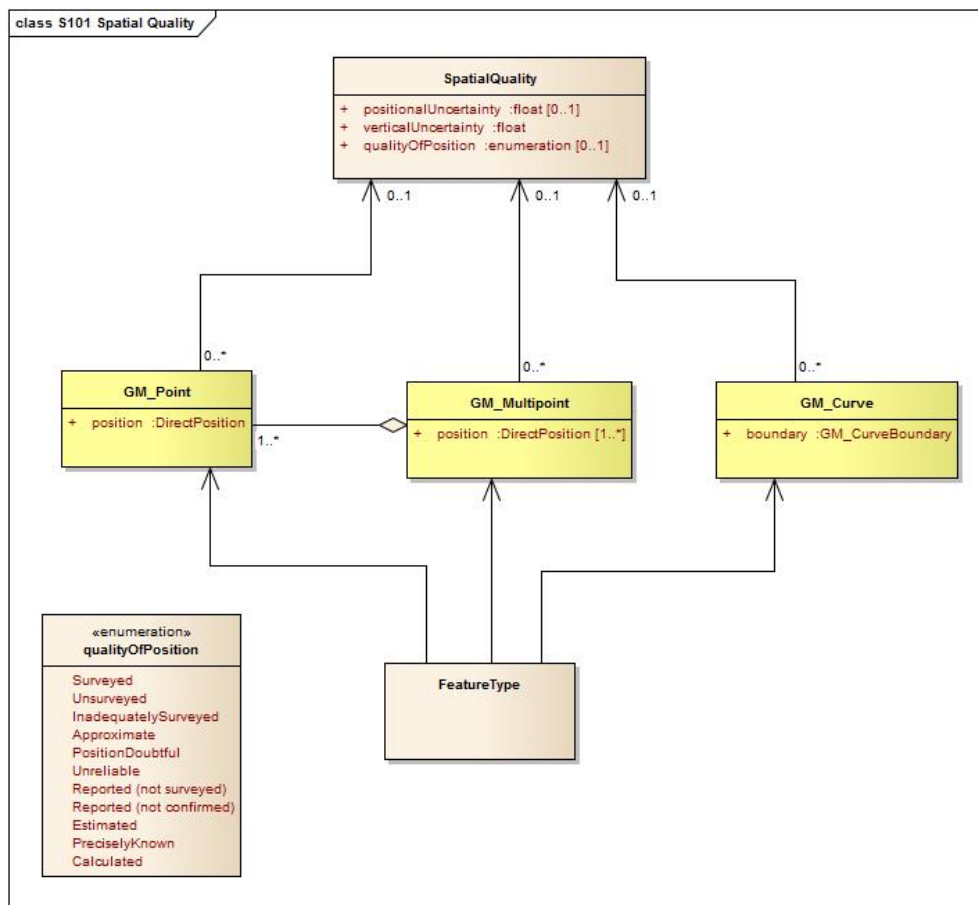 class S101 Spatial Quality
SpatialQuality
+ positionalUncertainty :float [0..1]
+ verticalUncertainty :float
+ qualityOfPosition :enumeration [0..1]
0..1
0..1
0..1
0..*
0..*
0..*
GM_Point
+ position :DirectPosition
1..*
GM_Multipoint
+ position :DirectPosition [1..*]
GM_Curve
+ boundary :GM_CurveBoundary
«enumeration»
qualityOfPosition
Surveyed
Unsurveyed
InadequatelySurveyed
Approximate
PositionDoubtful
Unreliable
Reported (not surveyed)
Reported (not confirmed)
Estimated
PreciselyKnown
Calculated
FeatureType